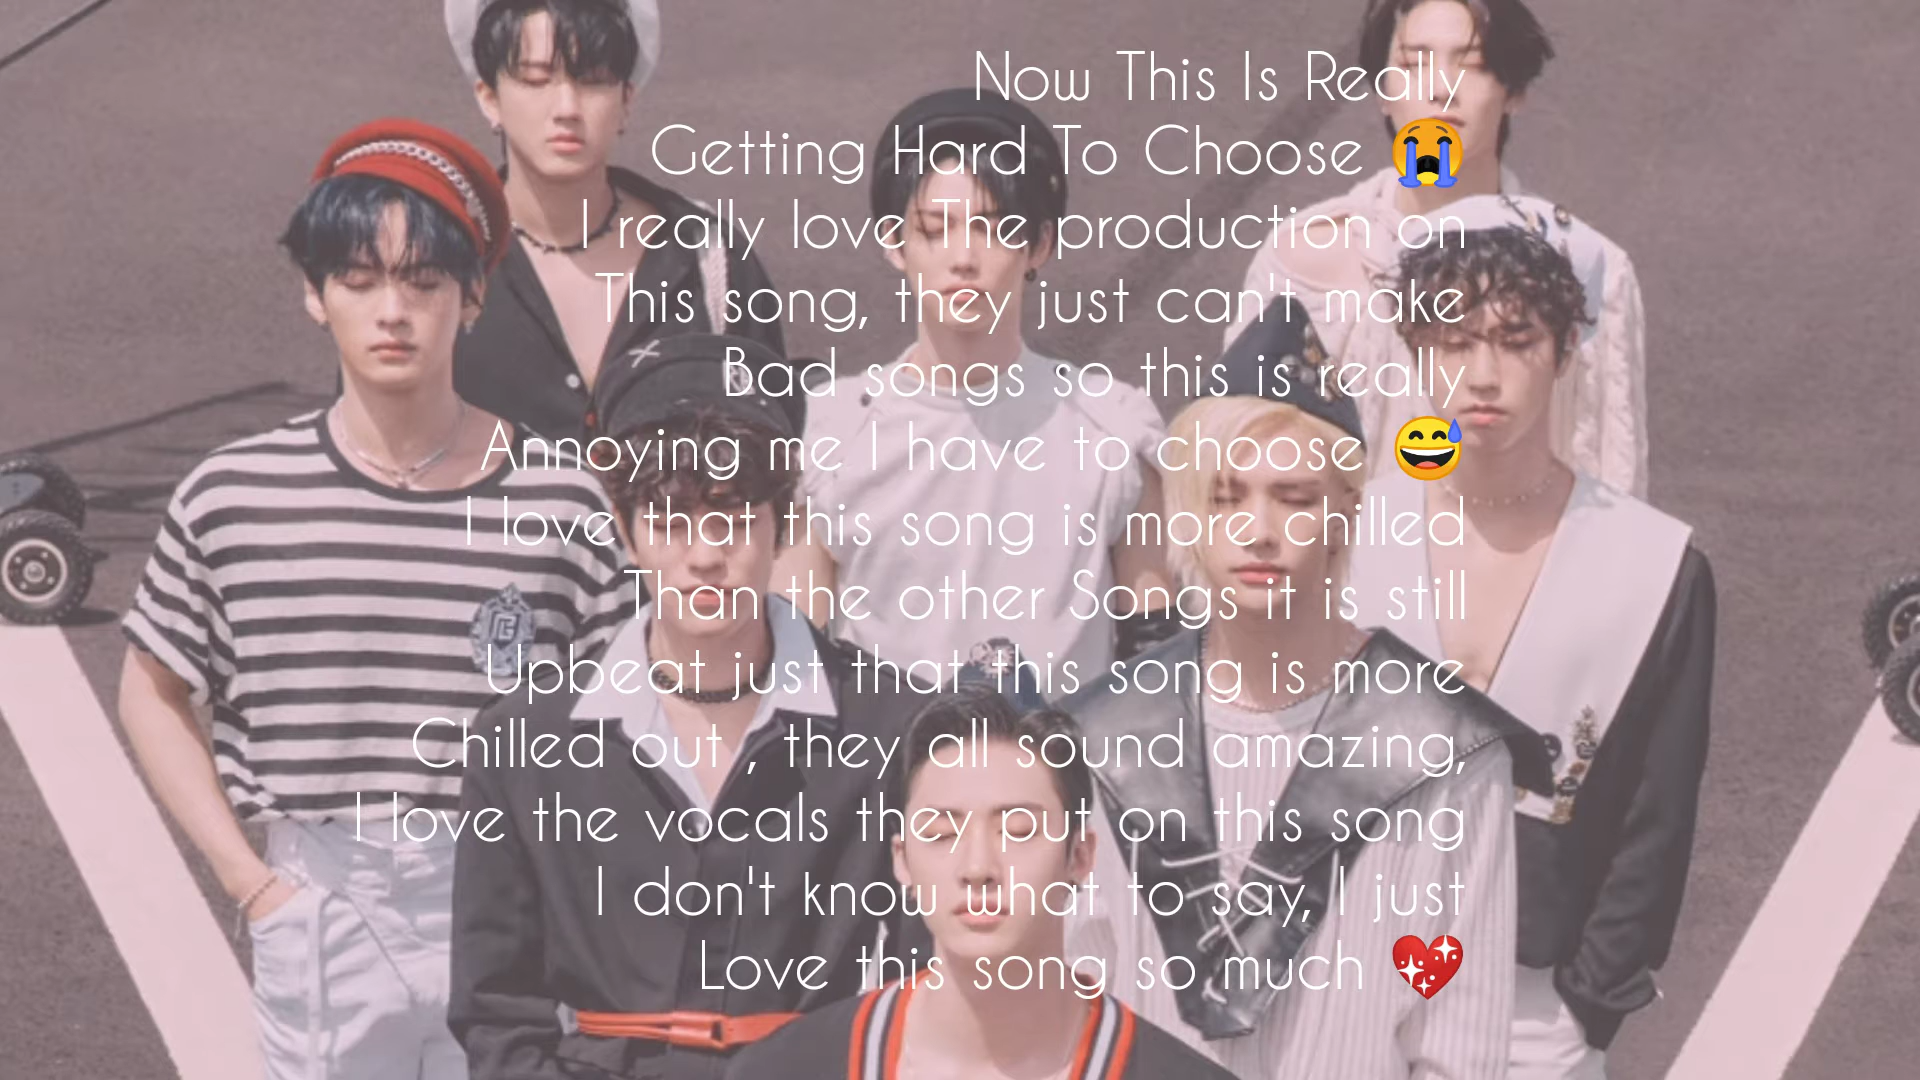 Now This Is Really
Getting Hard To Choose 😭
I really love The production on
This song, they just can't make
Bad songs so this is really
Annoying me I have to choose 😅
I love that this song is more chilled
Than the other Songs it is still
Upbeat just that this song is more
Chilled out , they all sound amazing,
I love the vocals they put on this song
I don't know what to say, I just
Love this song so much 💖